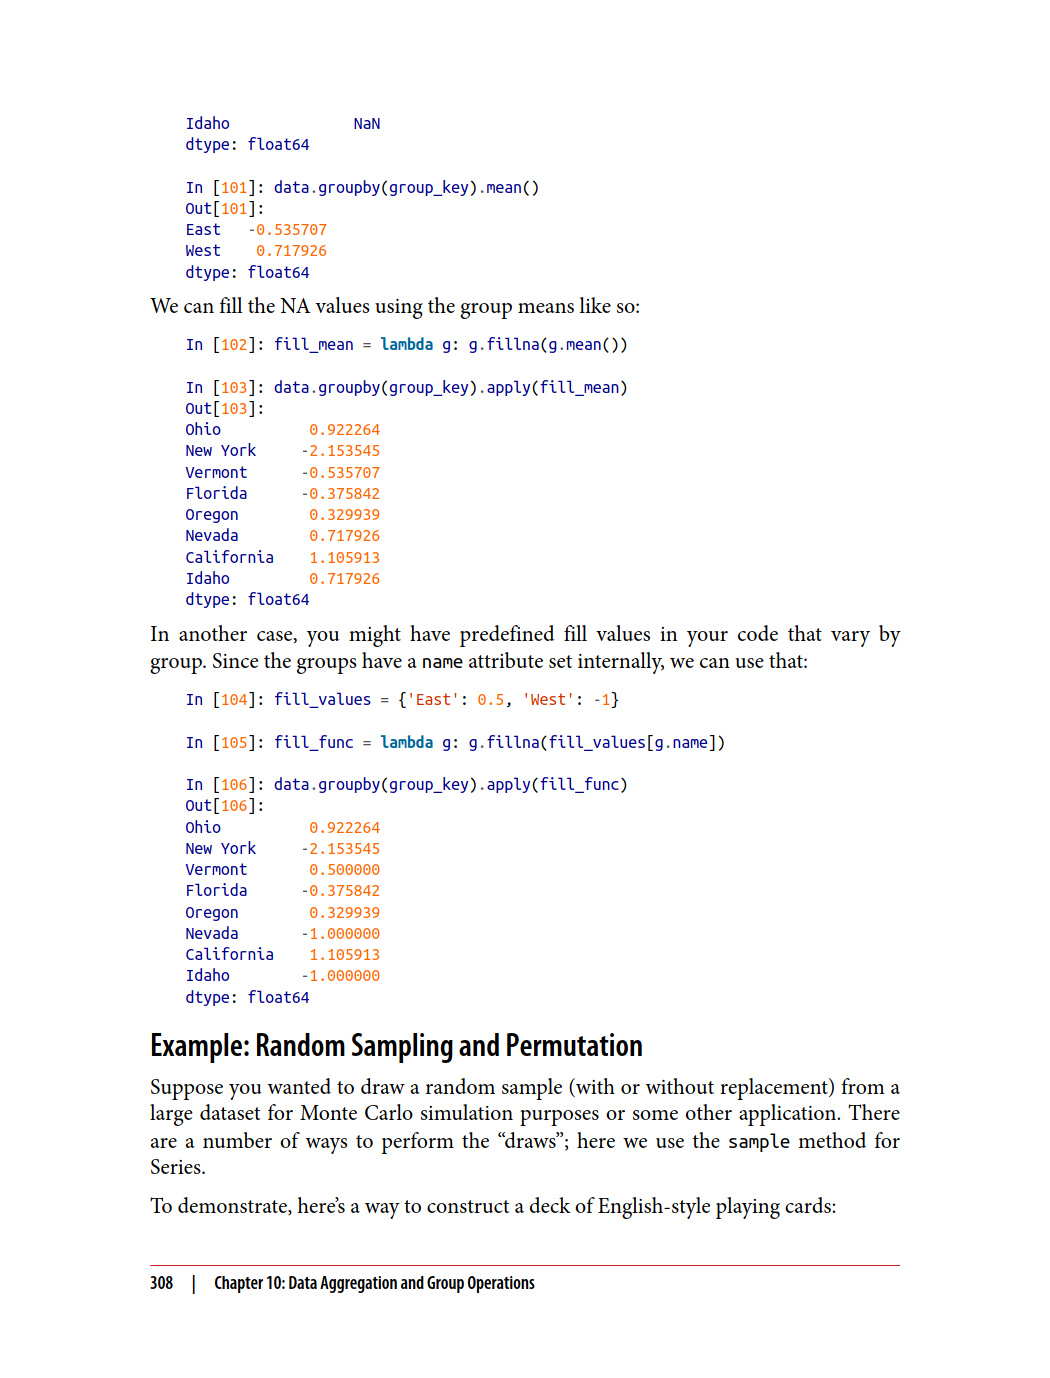 Idaho             NaN
dtype: float64
In [101]: data.groupby(group_key).mean()
Out[101]:
East   -0.535707
West    0.717926
dtype: float64
We can fill the NA values using the group means like so:
In [102]: fill_mean = lambda g: g.fillna(g.mean())
In [103]: data.groupby(group_key).apply(fill_mean)
Out[103]:
Ohio          0.922264
New York     -2.153545
Vermont      -0.535707
Florida      -0.375842
Oregon        0.329939
Nevada        0.717926
California    1.105913
Idaho         0.717926
dtype: float64
In another case, you might have predefined fill values in your code that vary by
group. Since the groups have a name attribute set internally, we can use that:
In [104]: fill_values = {'East': 0.5, 'West': -1}
In [105]: fill_func = lambda g: g.fillna(fill_values[g.name])
In [106]: data.groupby(group_key).apply(fill_func)
Out[106]:
Ohio          0.922264
New York     -2.153545
Vermont       0.500000
Florida      -0.375842
Oregon        0.329939
Nevada       -1.000000
California    1.105913
Idaho        -1.000000
dtype: float64
Example: Random Sampling and Permutation
Suppose you wanted to draw a random sample (with or without replacement) from a
large dataset for Monte Carlo simulation purposes or some other application. There
are a number of ways to perform the “draws”; here we use the sample method for
Series.
To demonstrate, here’s a way to construct a deck of English-style playing cards:
308 | Chapter 10: Data Aggregation and Group Operations